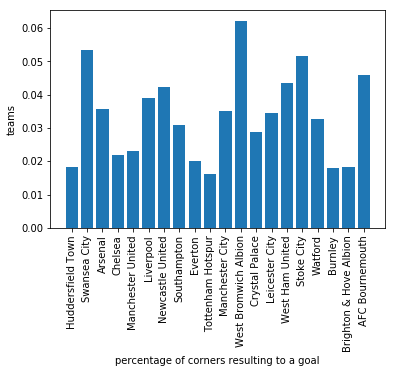 0.06
0.05
0.04
0.03
0.02
0.01
0.00
teams
Huddersfield Town
Swansea City
Arsenal
Chelsea
Manchester United
Liverpool
Newcastle United
Southampton
Everton
Tottenham Hotspur
Manchester City
West Bromwich Albion
Crystal Palace
Leicester City
West Ham United
Stoke City
Watford
Burnley
Brighton & Hove Albion
AFC Bournemouth
percentage of corners resulting to a goal